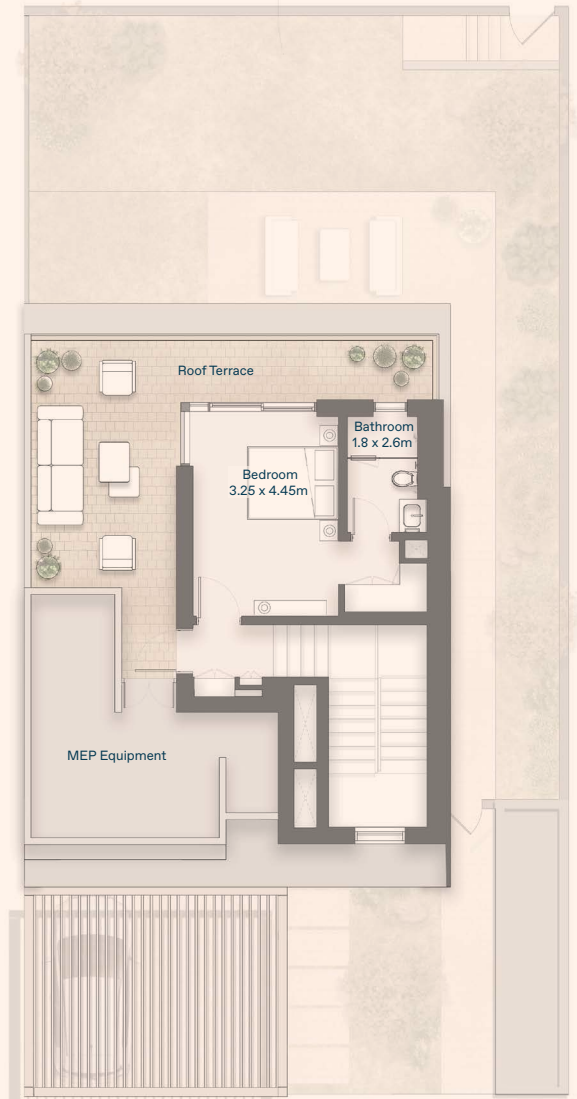 Roof Terrace
Bathroom
1.8 x 2.6m
Bedroom
3.25 x 4.45m
MEP Equipment